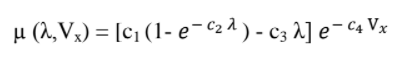 μ (λ,Vₓ) = [c₁ (1- e^{- c₂ λ} ) - c₃ λ] e^{- c₄ Vₓ}